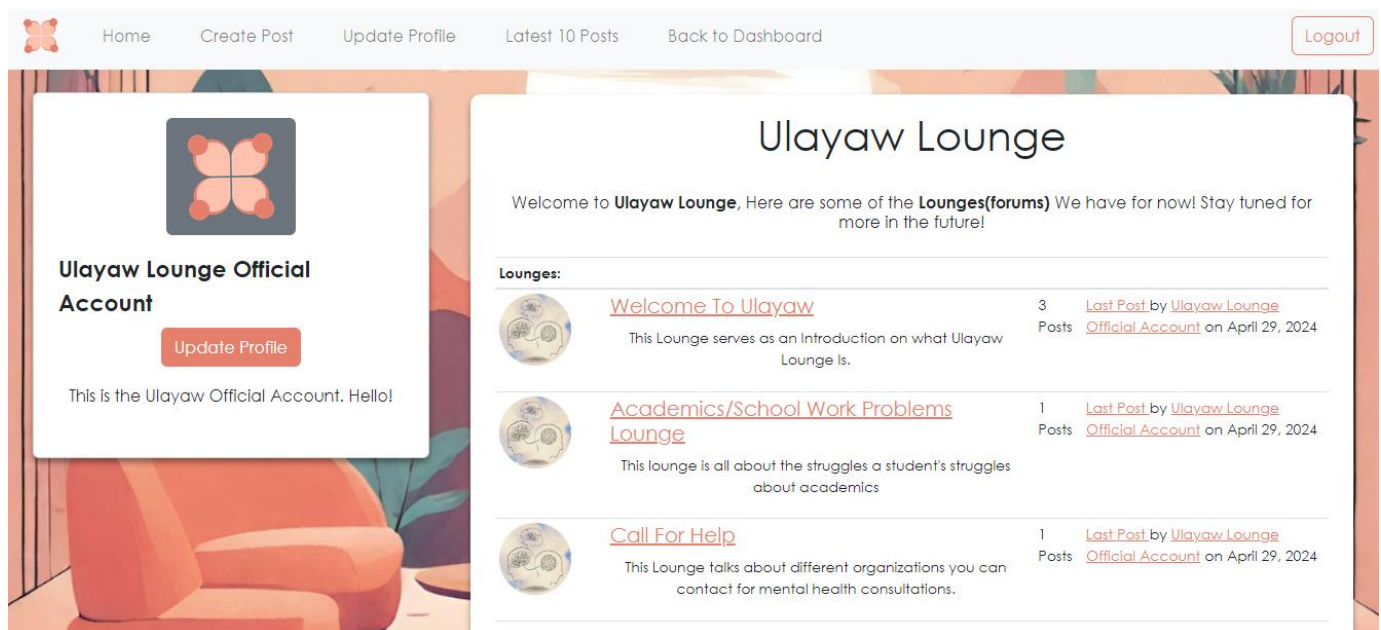 Home Create Post Update Profile Latest 10 Posts Back to Dashboard Logout
Ulayaw Lounge Official
Account
Update Profile
This is the Ulayaw Official Account. Hello!
Ulayaw Lounge
Welcome to Ulayaw Lounge, Here are some of the Lounges(forums) We have for now! Stay tuned for
more in the future!
Lounges:
Welcome To Ulayaw
This Lounge serves as an Introduction on what Ulayaw
Lounge Is.
3
Posts
Last Post by Ulayaw Lounge
Official Account on April 29, 2024
Academics/School Work Problems
Lounge
This lounge is all about the struggles a student's struggles
about academics
1
Posts
Last Post by Ulayaw Lounge
Official Account on April 29, 2024
Call For Help
This Lounge talks about different organizations you can
contact for mental health consultations.
1
Posts
Last Post by Ulayaw Lounge
Official Account on April 29, 2024